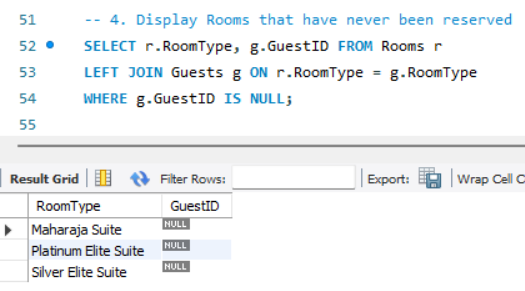 51 -- 4. Display Rooms that have never been reserved
52 SELECT r.RoomType, g.GuestID FROM Rooms r
53 LEFT JOIN Guests g ON r.RoomType = g.RoomType
54 WHERE g.GuestID IS NULL;
55
Result Grid Filter Rows: Export: Wrap Cell C
RoomType GuestID
Maharaja Suite NULL
Platinum Elite Suite NULL
Silver Elite Suite NULL